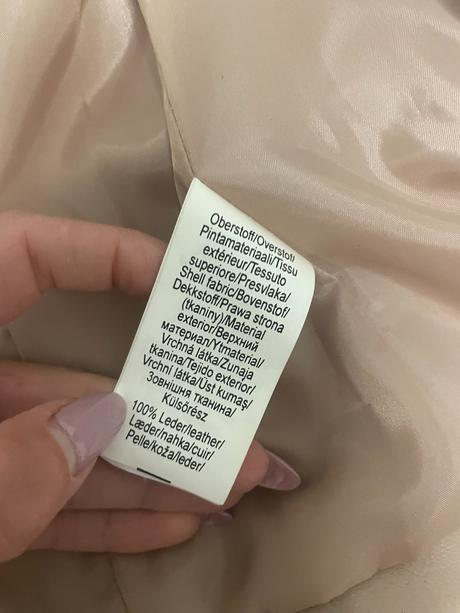 Oberstoff/Overstof/
Pintamateriaali/Tissu
extérieur/Tessuto
superiore/Presvlaka/
Shell fabric/Bovenstof/
Dekkstoff/Prawa strona
(tkaniny)/Material
exterior/Верхний
материал/Ytmaterial/
Vrchná látka/Zunaja
tkanina/Tejido exterior/
Vrchní látka/Üst kumaş/
Зовнішня тканина/
Külsőrész
100% Leder/leather/
Læder/nahka/cuir/
Pelle/koža/leder/